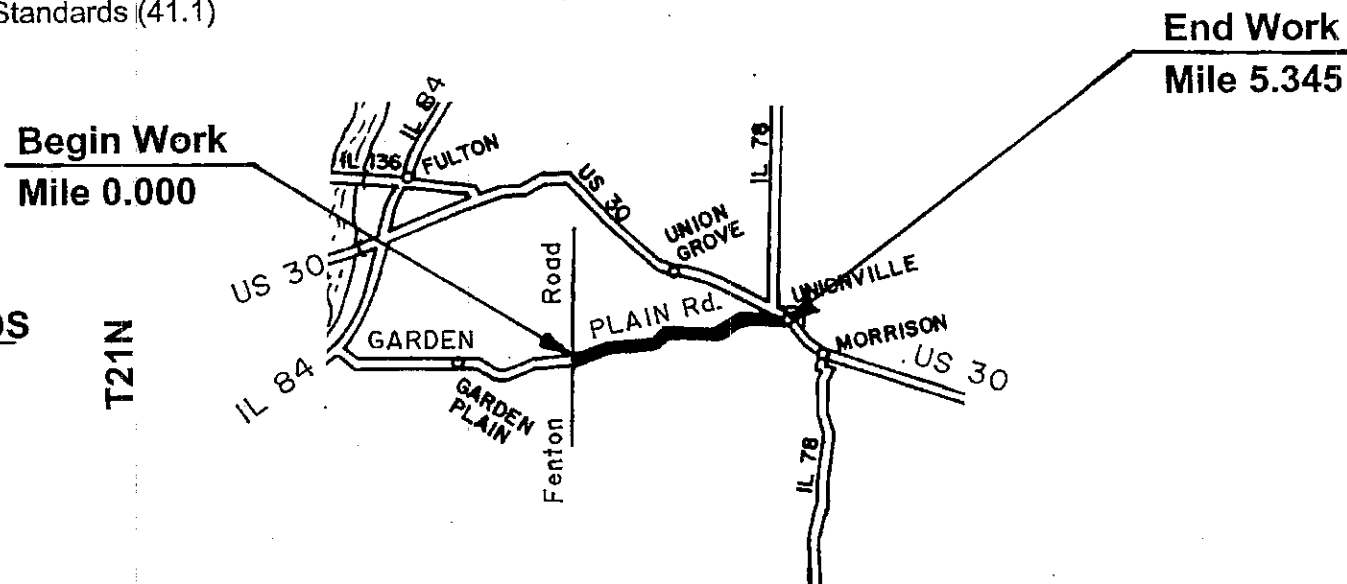 Standards (41.1)
End Work
Mile 5.345
Begin Work
Mile 0.000
IL 84
IL 136
FULTON
US 30
IL 78
UNION
GROVE
US 30
Road
UNIONVILLE
PLAIN Rd.
T21N
GARDEN
MORRISON
US 30
IL 84
GARDEN
PLAIN
Fenton
IL 78